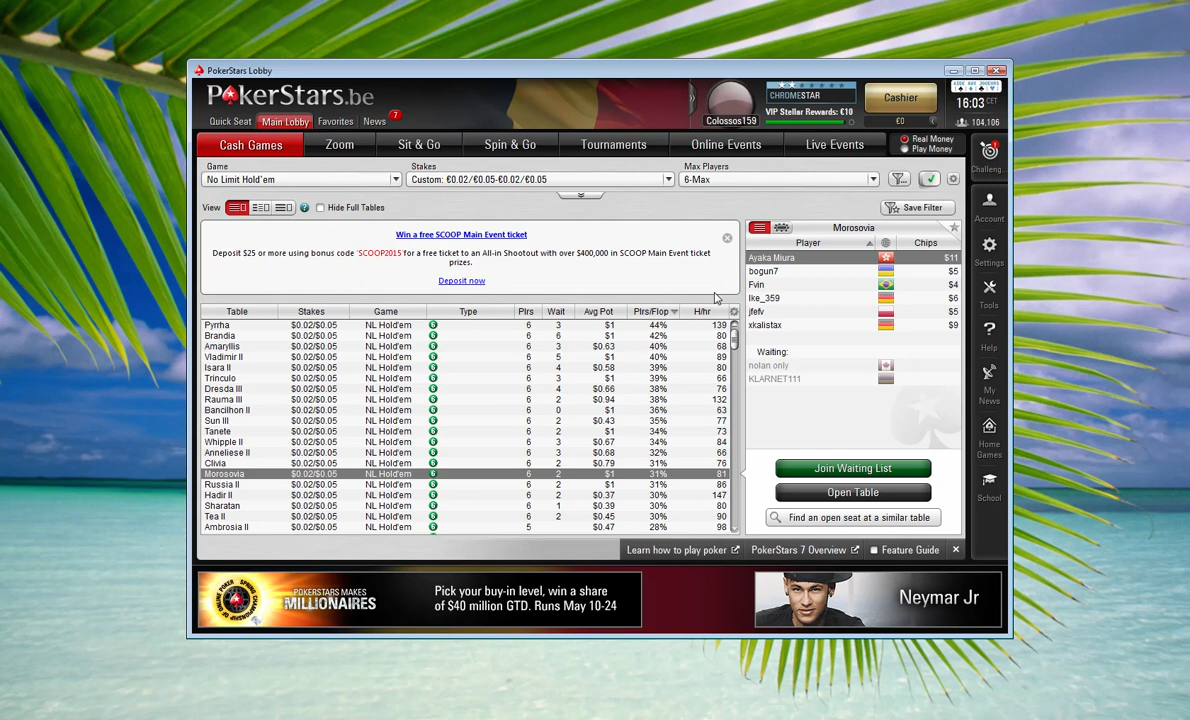 PokerStars Lobby
PokerStars.be
Quick Seat Main Lobby Favorites News 7
Colossos159
CHROMESTAR
VIP Stellar Rewards: €10
Cashier
€0
16:03 CET
104,106
Cash Games Zoom Sit & Go Spin & Go Tournaments Online Events Live Events
Real Money
Play Money
Game Stakes Max Players
No Limit Hold'em Custom: €0.02/€0.05-€0.02/€0.05 6-Max
View Hide Full Tables Save Filter
Win a free SCOOP Main Event ticket
Deposit $25 or more using bonus code 'SCOOP2015' for a free ticket to an All-in Shootout with over $400,000 in SCOOP Main Event ticket
prizes.
Deposit now
Table Stakes Game Type Plrs Wait Avg Pot Plrs/Flop H/hr
Pyrrha $0.02/$0.05 NL Hold'em 6 6 3 $1 44% 139
Brandia $0.02/$0.05 NL Hold'em 6 6 6 $1 42% 80
Amaryllis $0.02/$0.05 NL Hold'em 6 6 3 $0.63 40% 68
Vladimir II $0.02/$0.05 NL Hold'em 6 6 5 $1 40% 89
Isara II $0.02/$0.05 NL Hold'em 6 6 4 $0.58 39% 80
Trinculo $0.02/$0.05 NL Hold'em 6 6 3 $1 39% 66
Dresda III $0.02/$0.05 NL Hold'em 6 6 4 $0.66 38% 76
Rauma III $0.02/$0.05 NL Hold'em 6 6 2 $0.94 38% 132
Bancilhon II $0.02/$0.05 NL Hold'em 6 6 0 $1 36% 63
Sun III $0.02/$0.05 NL Hold'em 6 6 2 $0.43 35% 77
Tanete $0.02/$0.05 NL Hold'em 6 6 2 $1 34% 73
Whipple II $0.02/$0.05 NL Hold'em 6 6 3 $0.67 34% 84
Anneliese II $0.02/$0.05 NL Hold'em 6 6 3 $0.68 32% 66
Clivia $0.02/$0.05 NL Hold'em 6 6 2 $0.79 31% 76
Morosovia $0.02/$0.05 NL Hold'em 6 6 2 $1 31% 81
Russia II $0.02/$0.05 NL Hold'em 6 6 2 $1 31% 86
Hadir II $0.02/$0.05 NL Hold'em 6 6 2 $0.37 30% 147
Sharatan $0.02/$0.05 NL Hold'em 6 6 1 $0.39 30% 80
Tea II $0.02/$0.05 NL Hold'em 6 6 2 $0.45 30% 90
Ambrosia II $0.02/$0.05 NL Hold'em 6 5 $0.47 28% 98
Morosovia
Player Chips
Ayaka Miura $11
bogun7 $5
Fvin $4
Ike_359 $6
jfefv $5
xkalistax $9
Waiting:
nolan only
KLARNET111
Join Waiting List
Open Table
Find an open seat at a similar table
Challeng...
Account
Settings
Tools
Help
My
News
Home
Games
School
Learn how to play poker PokerStars 7 Overview Feature Guide
POKERSTARS MAKES
MILLIONAIRES
Pick your buy-in level, win a share
of $40 million GTD. Runs May 10-24
Neymar Jr